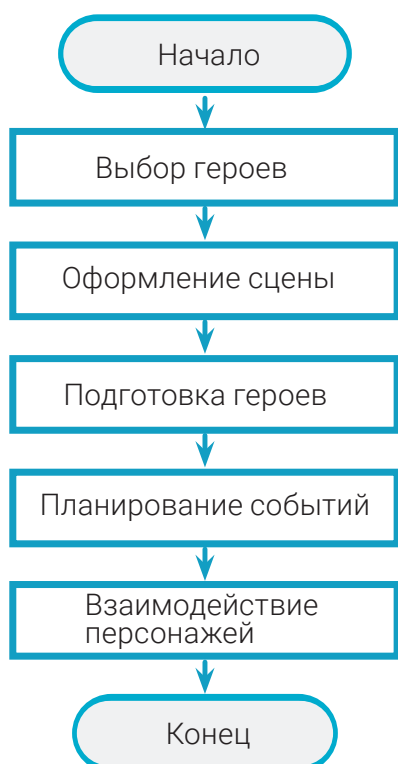 Начало
Выбор героев
Оформление сцены
Подготовка героев
Планирование событий
Взаимодействие
персонажей
Конец